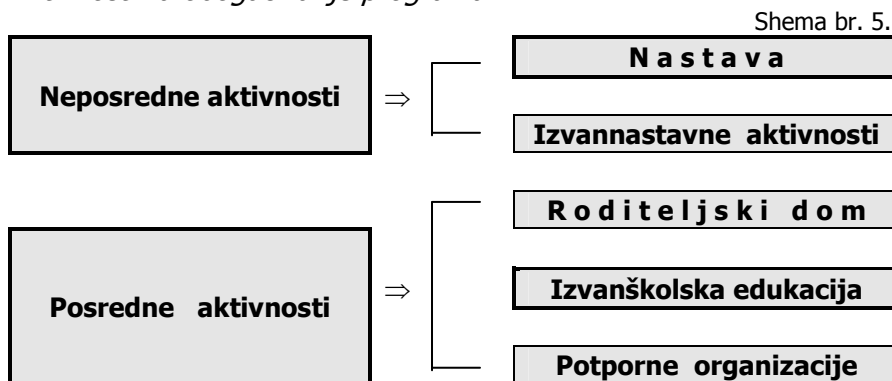 Shema br. 5.
N a s t a v a
Neposredne aktivnosti
⇒
Izvannastavne aktivnosti
R o d i t e l j s k i d o m
Posredne aktivnosti
⇒
Izvanškolska edukacija
Potporne organizacije